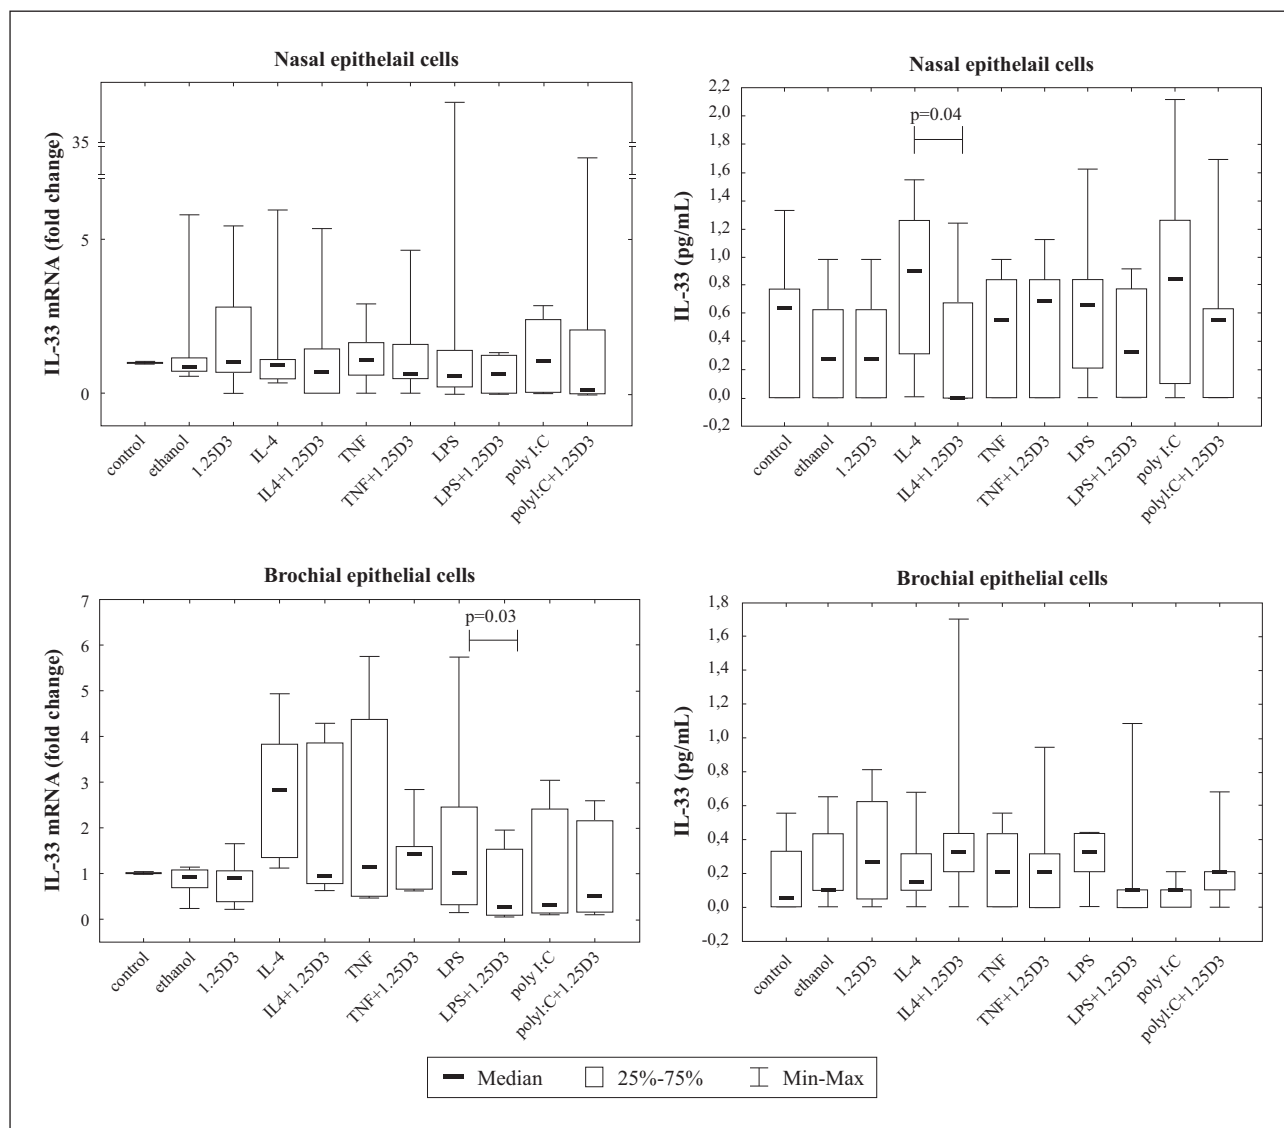 Nasal epithelail cells
IL-33 mRNA (fold change)
35
5
0
control
ethanol
1.25D3
IL-4
IL4+1.25D3
TNF
TNF+1.25D3
LPS
LPS+1.25D3
poly I:C
polyl:C+1.25D3
Nasal epithelail cells
IL-33 (pg/mL)
2,2
2,0
1,8
1,6
1,4
1,2
1,0
0,8
0,6
0,4
0,2
0,0
-0,2
p=0.04
control
ethanol
1.25D3
IL-4
IL4+1.25D3
TNF
TNF+1.25D3
LPS
LPS+1.25D3
poly I:C
polyl:C+1.25D3
Brochial epithelial cells
IL-33 mRNA (fold change)
7
6
5
4
3
2
1
0
p=0.03
control
ethanol
1.25D3
IL-4
IL4+1.25D3
TNF
TNF+1.25D3
LPS
LPS+1.25D3
poly I:C
polyl:C+1.25D3
Brochial epithelial cells
IL-33 (pg/mL)
1,8
1,6
1,4
1,2
1,0
0,8
0,6
0,4
0,2
0,0
-0,2
control
ethanol
1.25D3
IL-4
IL4+1.25D3
TNF
TNF+1.25D3
LPS
LPS+1.25D3
poly I:C
polyl:C+1.25D3
Median 25%-75% Min-Max